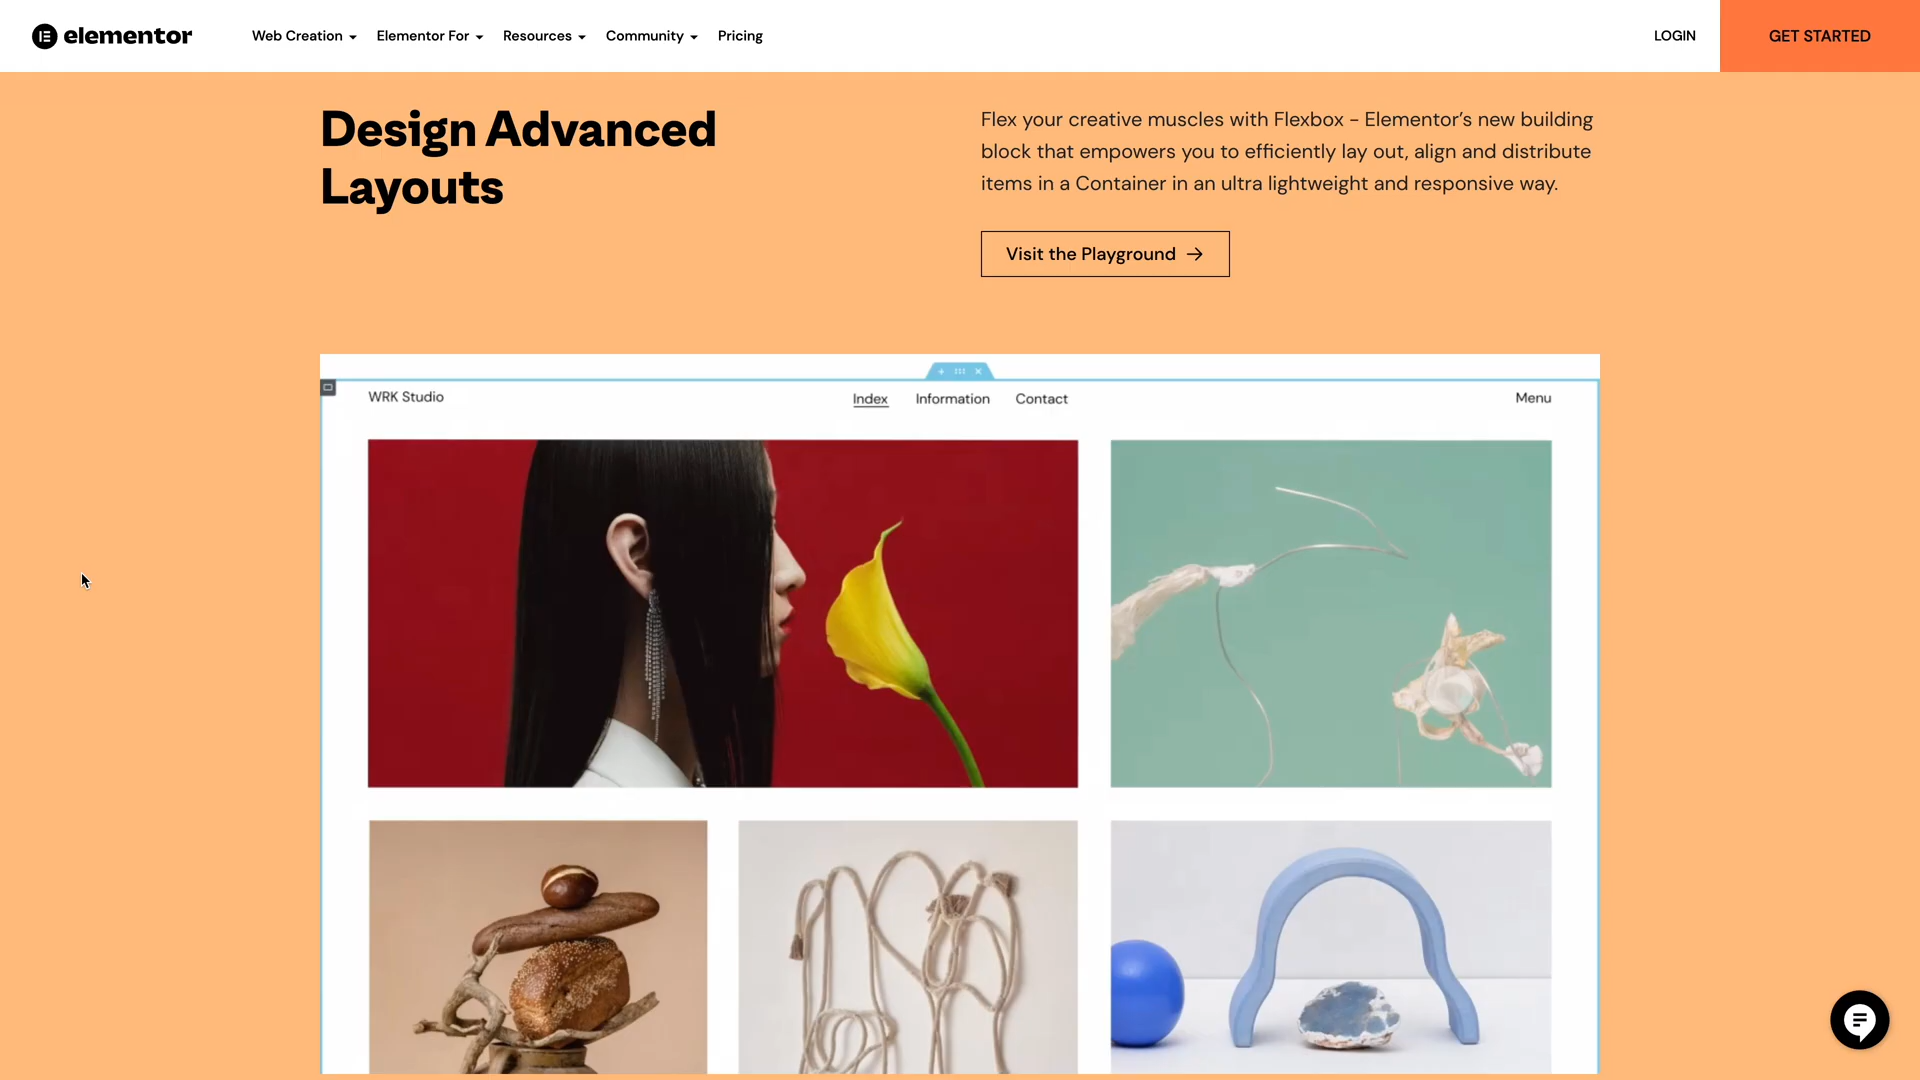 elementor
Web Creation
Elementor For
Resources
Community
Pricing
LOGIN
GET STARTED
Design Advanced
Layouts
Flex your creative muscles with Flexbox – Elementor’s new building
block that empowers you to efficiently lay out, align and distribute
items in a Container in an ultra lightweight and responsive way.
Visit the Playground →
WRK Studio
Index
Information
Contact
Menu